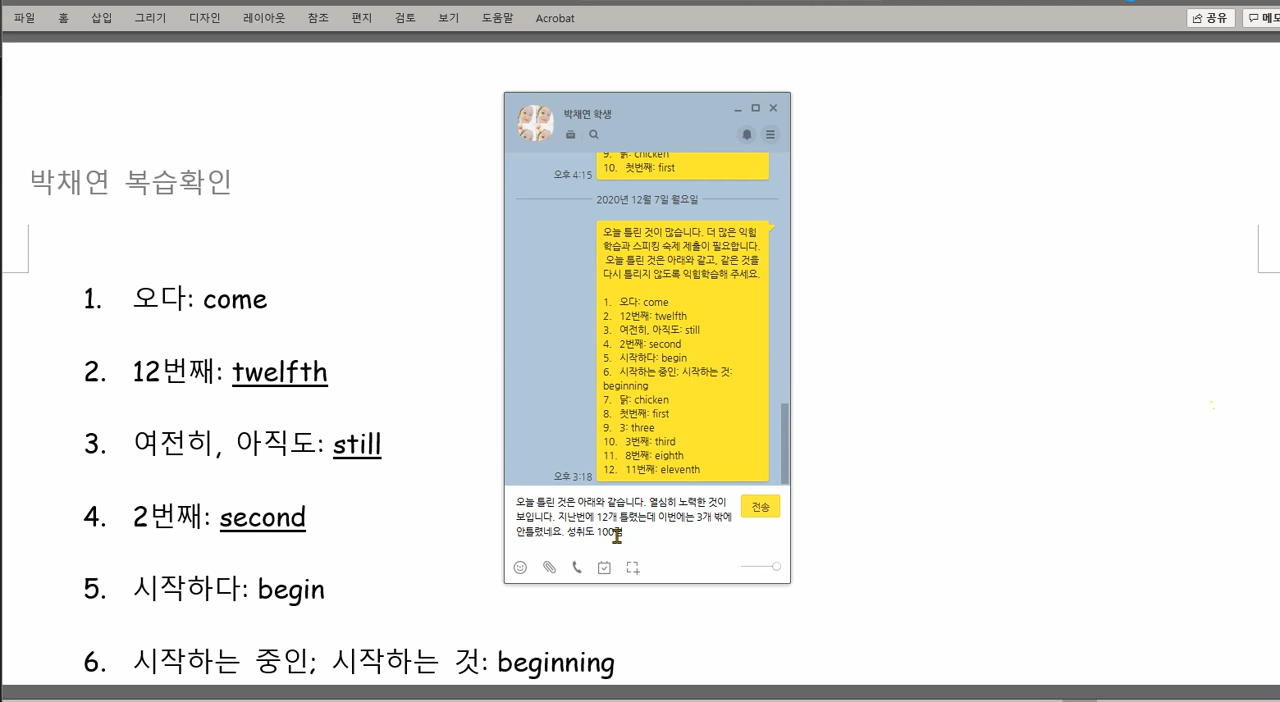 파일 홈 삽입 그리기 디자인 레이아웃 참조 편지 검토 보기 도움말 Acrobat 공유 메모
박채연 복습확인
1. 오다: come
2. 12번째: twelfth
3. 여전히, 아직도: still
4. 2번째: second
5. 시작하다: begin
6. 시작하는 중인; 시작하는 것: beginning
박채연 학생
9. 닭: chicken
10. 첫번째: first
오후 4:15
2020년 12월 7일 월요일
오늘 틀린 것이 많습니다. 더 많은 익힘
학습과 스피킹 숙제 제출이 필요합니다.
오늘 틀린 것은 아래와 같고, 같은 것을
다시 틀리지 않도록 익힘학습해 주세요.
1. 오다: come
2. 12번째: twelfth
3. 여전히, 아직도: still
4. 2번째: second
5. 시작하다: begin
6. 시작하는 중인; 시작하는 것:
beginning
7. 닭: chicken
8. 첫번째: first
9. 3: three
10. 3번째: third
11. 8번째: eighth
12. 11번째: eleventh
오후 3:18
오늘 틀린 것은 아래와 같습니다. 열심히 노력한 것이
보입니다. 지난번에 12개 틀렸는데 이번에는 3개 밖에
안틀렸네요. 성취도
전송